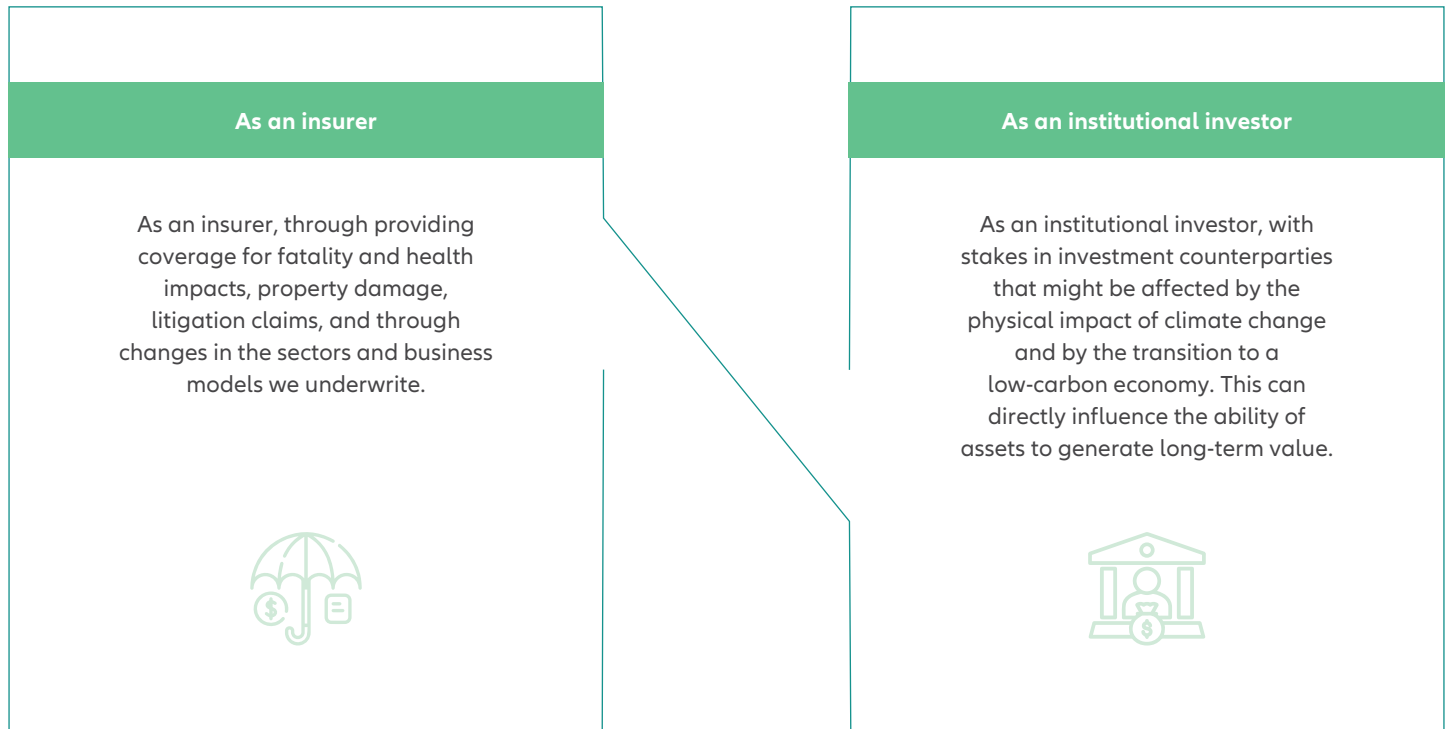 As an insurer
As an insurer, through providing
coverage for fatality and health
impacts, property damage,
litigation claims, and through
changes in the sectors and business
models we underwrite.
$
As an institutional investor
As an institutional investor, with
stakes in investment counterparties
that might be affected by the
physical impact of climate change
and by the transition to a
low-carbon economy. This can
directly influence the ability of
assets to generate long-term value.
$